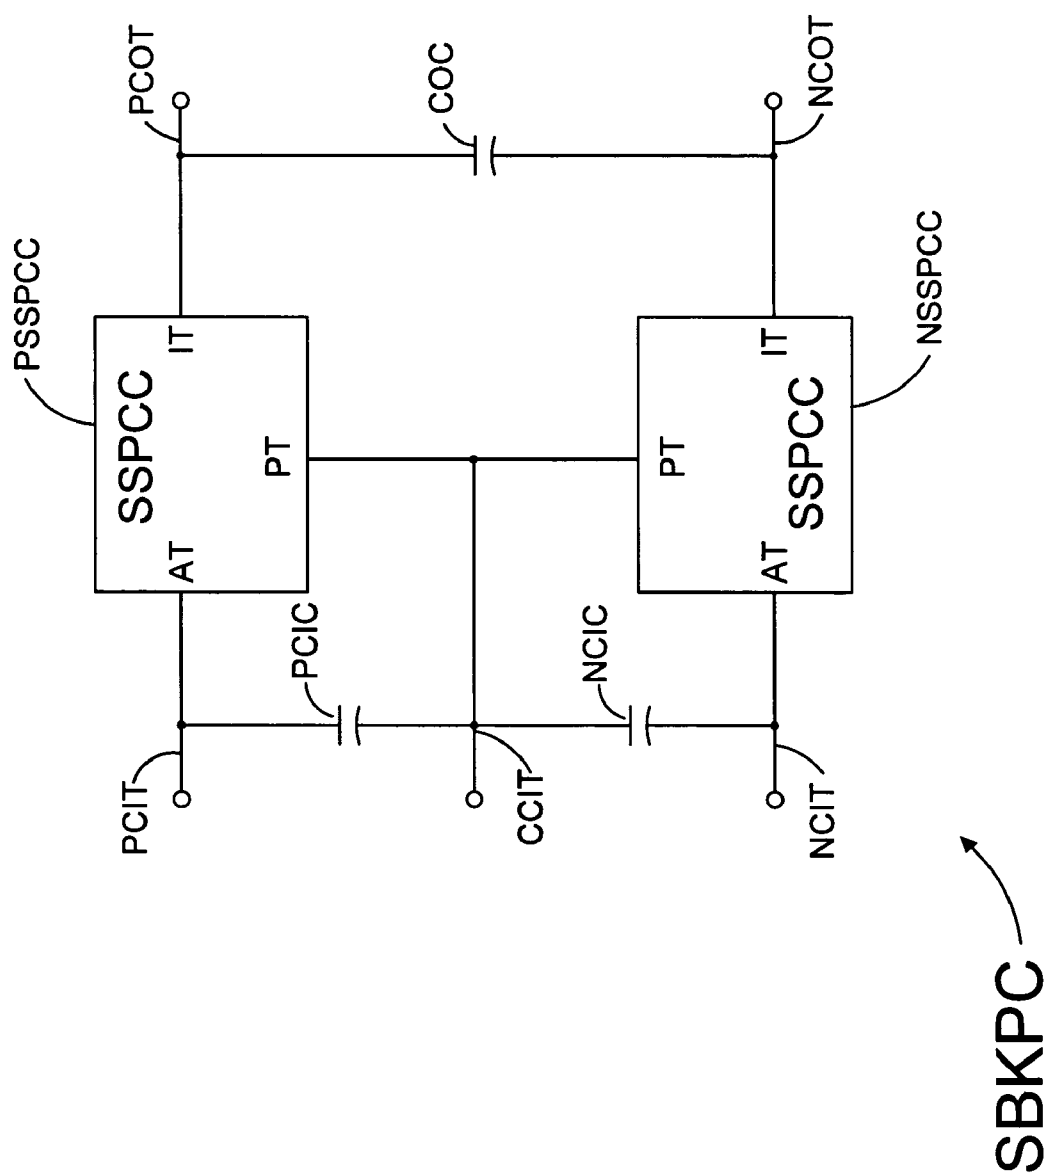 PSSPCC
PCIT
SSPCC
PCOT
AT
IT
PT
PCIC
COC
CCIT
NCIC
PT
AT
IT
SSPCC
NCIT
NCOT
NSSPCC
SBKPC